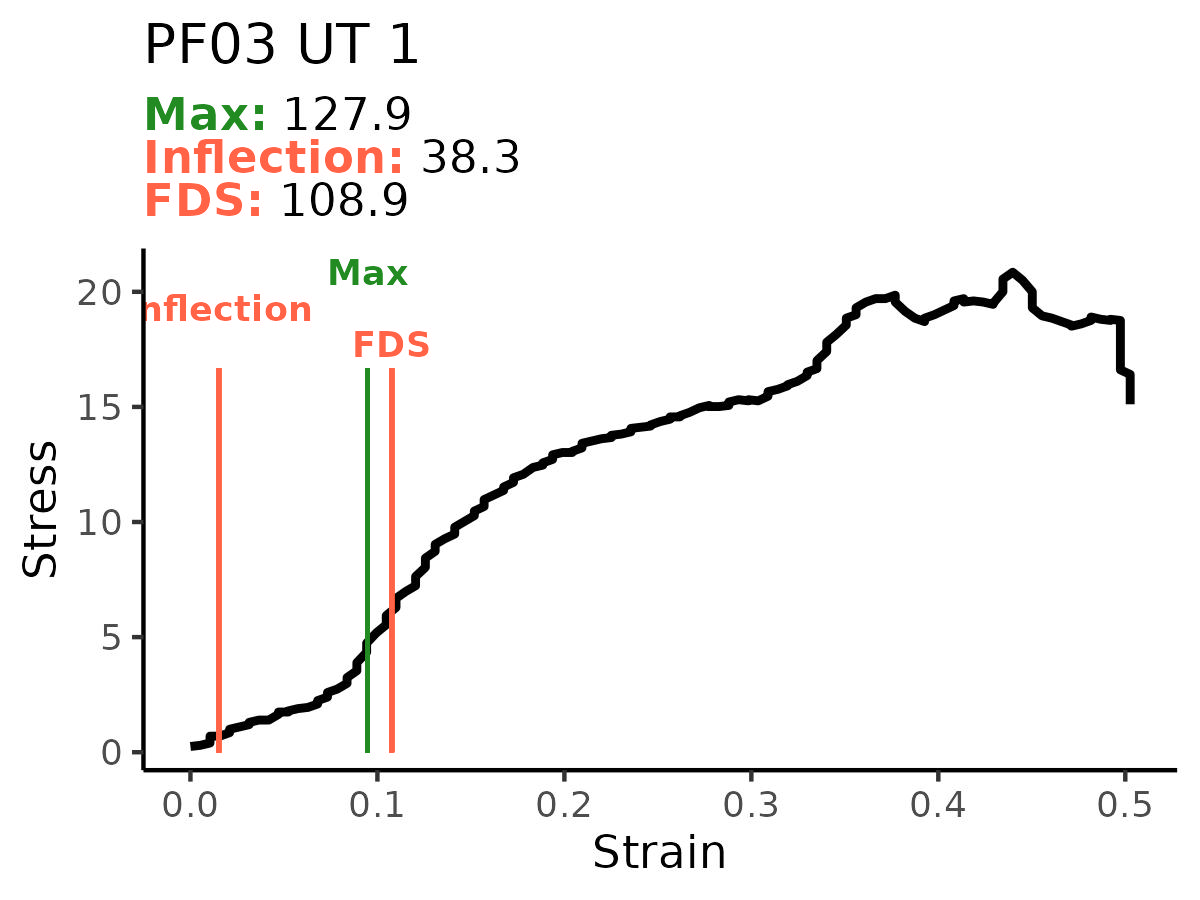 PF03 UT 1
Max: 127.9
Inflection: 38.3
FDS: 108.9
Max
nflection
FDS
20
15
10
5
0
Stress
0.0 0.1 0.2 0.3 0.4 0.5
Strain